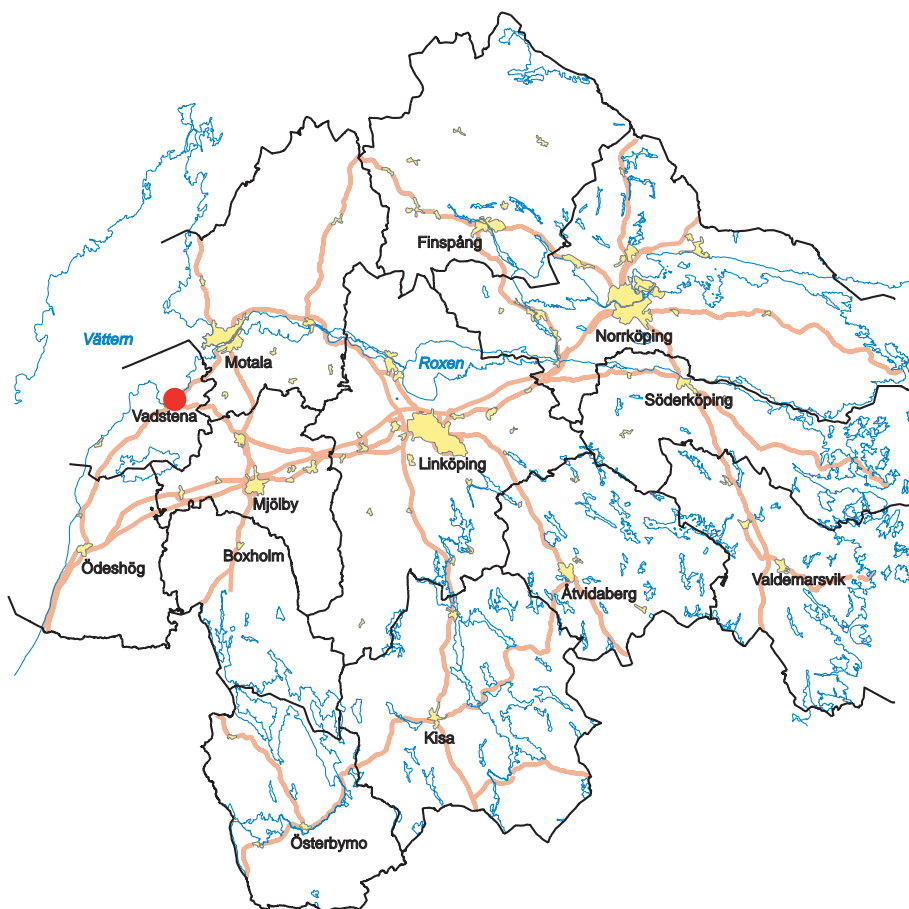 Finspång
Norrköping
Vättern
Motala
Roxen
Vadstena
Söderköping
Linköping
Mjölby
Boxholm
Ödeshög
Åtvidaberg
Valdemarsvik
Kisa
Österbymo